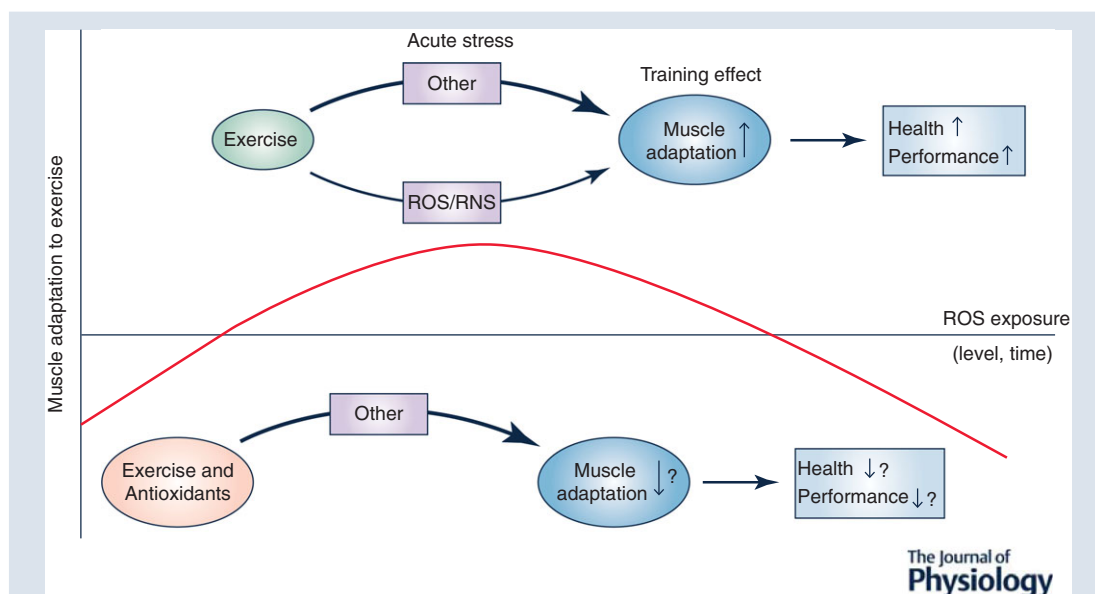 Acute stress
Other
Training effect
Exercise
Muscle
adaptation ↑
Health ↑
Performance ↑
ROS/RNS
Muscle adaptation to exercise
ROS exposure
(level, time)
Other
Exercise and
Antioxidants
Muscle
adaptation ↓?
Health ↓?
Performance ↓?
The Journal of
Physiology